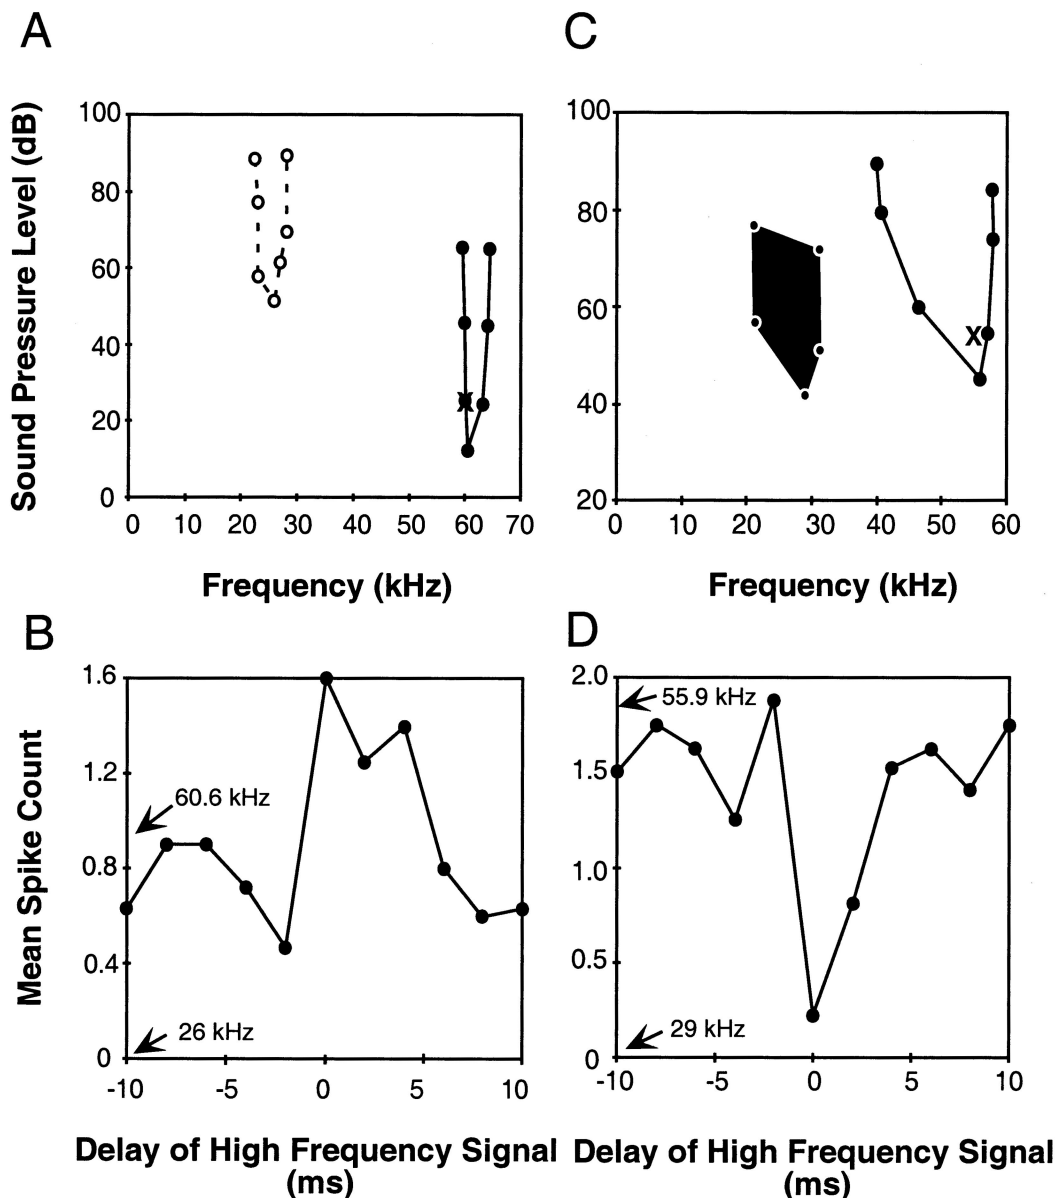 A
C
Sound Pressure Level (dB)
100
80
60
40
20
0
0 10 20 30 40 50 60 70
Frequency (kHz)
100
80
60
40
20
0 10 20 30 40 50 60
Frequency (kHz)
X
X
B
D
Mean Spike Count
1.6
1.2
0.8
0.4
0
60.6 kHz
26 kHz
-10 -5 0 5 10
Delay of High Frequency Signal
(ms)
2.0
1.5
1.0
0.5
0
55.9 kHz
29 kHz
-10 -5 0 5 10
Delay of High Frequency Signal
(ms)